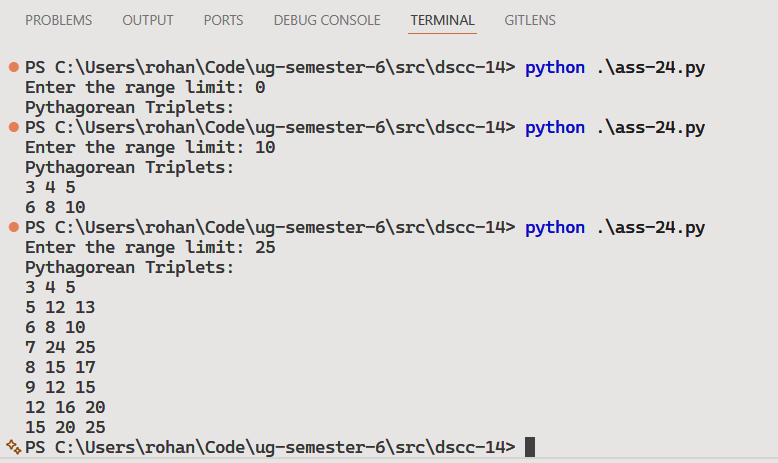 PROBLEMS OUTPUT PORTS DEBUG CONSOLE TERMINAL GITLENS
PS C:\Users\rohan\Code\ug-semester-6\src\dscc-14> python .\ass-24.py
Enter the range limit: 0
Pythagorean Triplets:
PS C:\Users\rohan\Code\ug-semester-6\src\dscc-14> python .\ass-24.py
Enter the range limit: 10
Pythagorean Triplets:
3 4 5
6 8 10
PS C:\Users\rohan\Code\ug-semester-6\src\dscc-14> python .\ass-24.py
Enter the range limit: 25
Pythagorean Triplets:
3 4 5
5 12 13
6 8 10
7 24 25
8 15 17
9 12 15
12 16 20
15 20 25
PS C:\Users\rohan\Code\ug-semester-6\src\dscc-14>